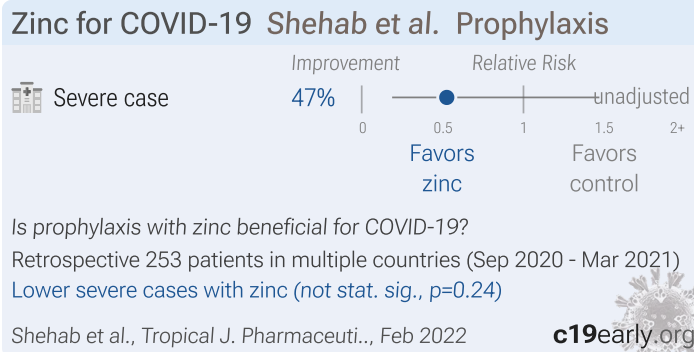 Zinc for COVID-19 Shehab et al. Prophylaxis
Improvement Relative Risk
Severe case 47% unadjusted
0 0.5 1 1.5 2+
Favors zinc Favors control
Is prophylaxis with zinc beneficial for COVID-19?
Retrospective 253 patients in multiple countries (Sep 2020 - Mar 2021)
Lower severe cases with zinc (not stat. sig., p=0.24)
Shehab et al., Tropical J. Pharmaceuti.., Feb 2022 c19early.org